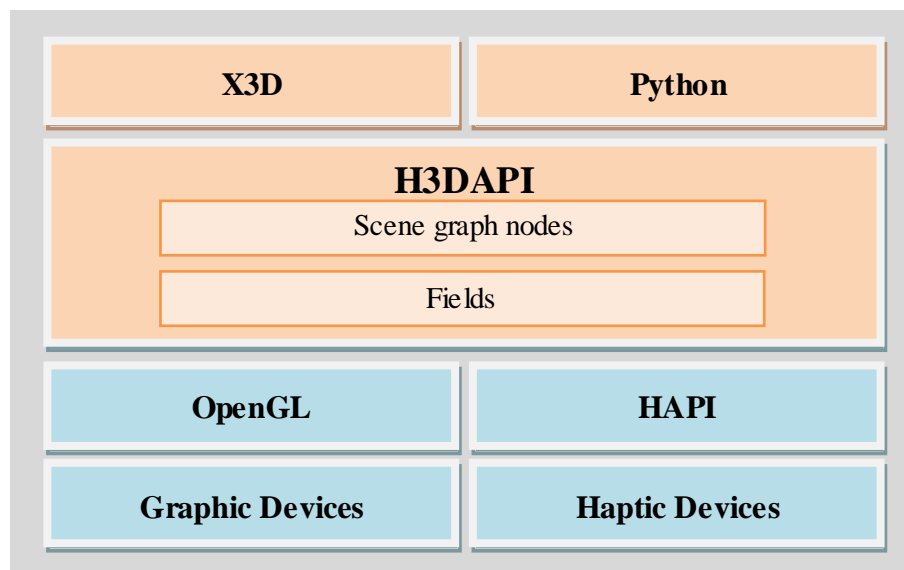 X3D
Python
H3DAPI
Scene graph nodes
Fields
OpenGL
HAPI
Graphic Devices
Haptic Devices